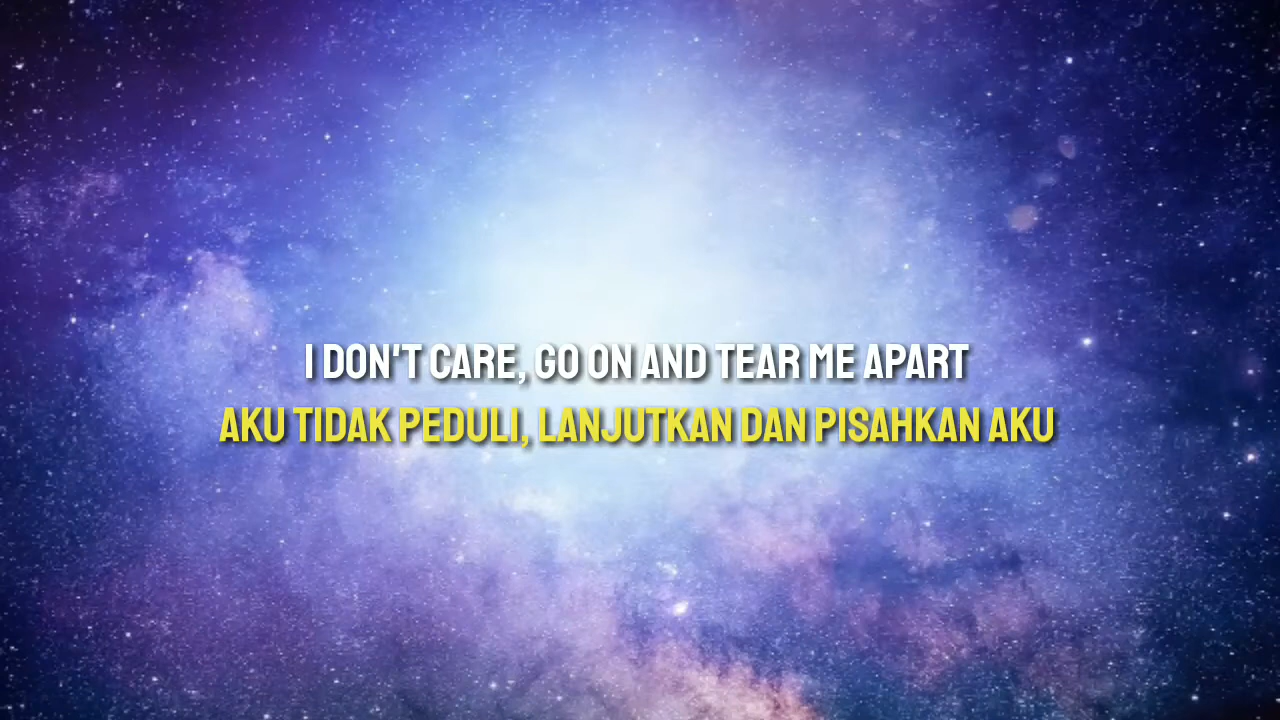 I DON'T CARE, GO ON AND TEAR ME APART
AKU TIDAK PEDULI, LANJUTKAN DAN PISAHKAN AKU